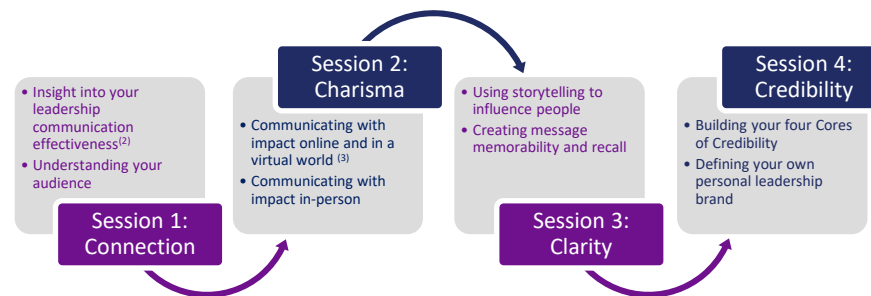 • Insight into your
leadership
communication
effectiveness(2)
• Understanding your
audience
Session 1:
Connection
Session 2:
Charisma
• Communicating with
impact online and in a
virtual world (3)
• Communicating with
impact in-person
• Using storytelling to
influence people
• Creating message
memorability and recall
Session 3:
Clarity
Session 4:
Credibility
• Building your four Cores
of Credibility
• Defining your own
personal leadership
brand